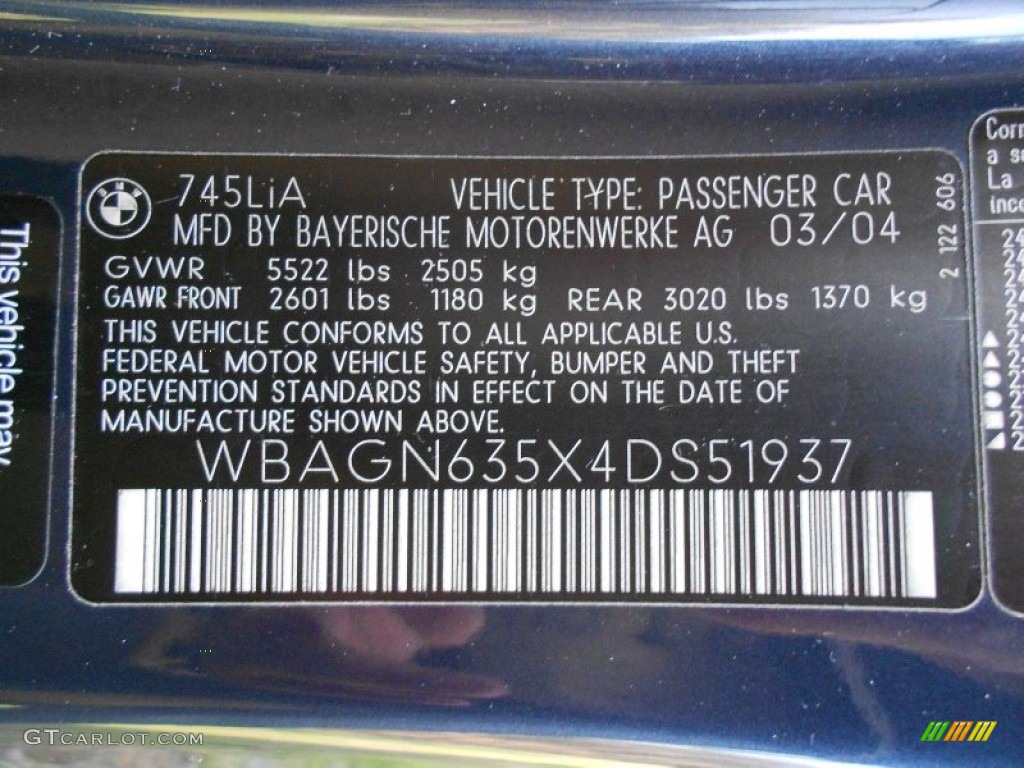 745LiA VEHICLE TYPE: PASSENGER CAR
MFD BY BAYERISCHE MOTORENWERKE AG 03/04
GVWR 5522 lbs 2505 kg
GAWR FRONT 2601 lbs 1180 kg REAR 3020 lbs 1370 kg
THIS VEHICLE CONFORMS TO ALL APPLICABLE U.S.
FEDERAL MOTOR VEHICLE SAFETY, BUMPER AND THEFT
PREVENTION STANDARDS IN EFFECT ON THE DATE OF
MANUFACTURE SHOWN ABOVE.
WBAGN635X4DS51937
2 122 606
BMW
This vehicle may
La
GTCARLOT.COM